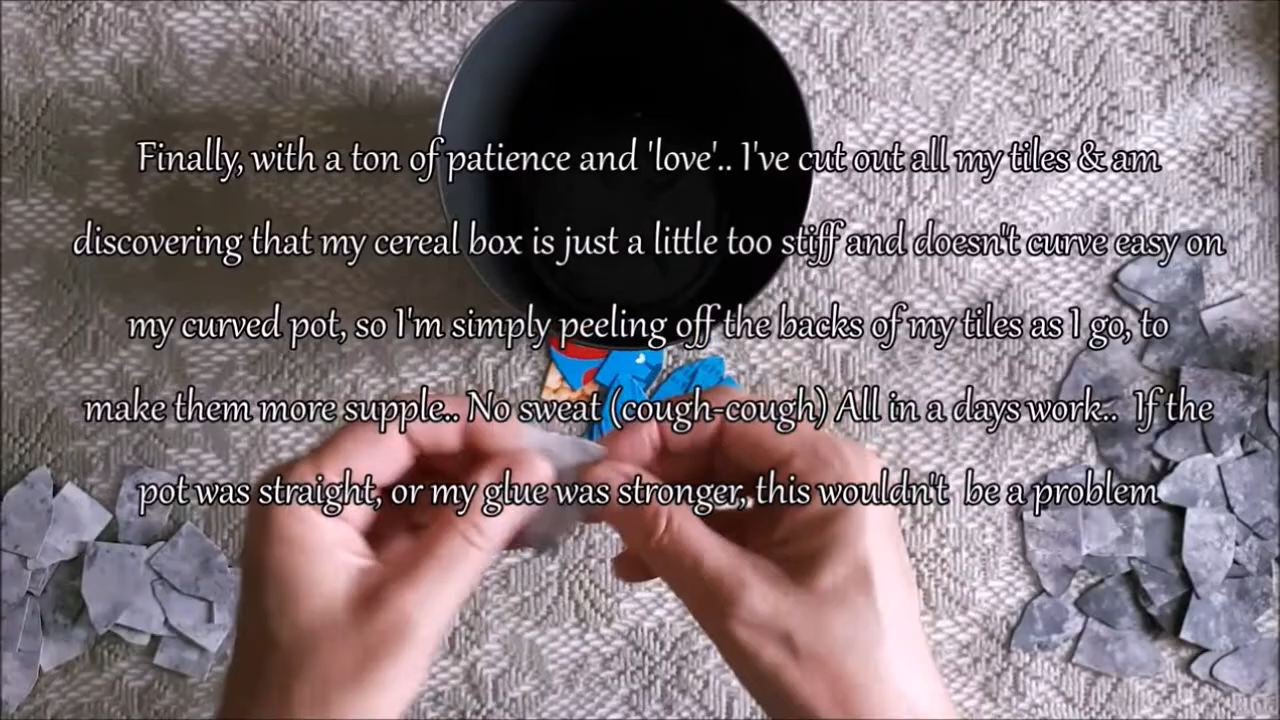 Finally, with a ton of patience and 'love'.. I've cut out all my tiles & am
discovering that my cereal box is just a little too stiff and doesn't curve easy on
my curved pot, so I'm simply peeling off the backs of my tiles as I go, to
make them more supple.. No sweat (cough-cough) All in a days work.. If the
pot was straight, or my glue was stronger, this wouldn't be a problem